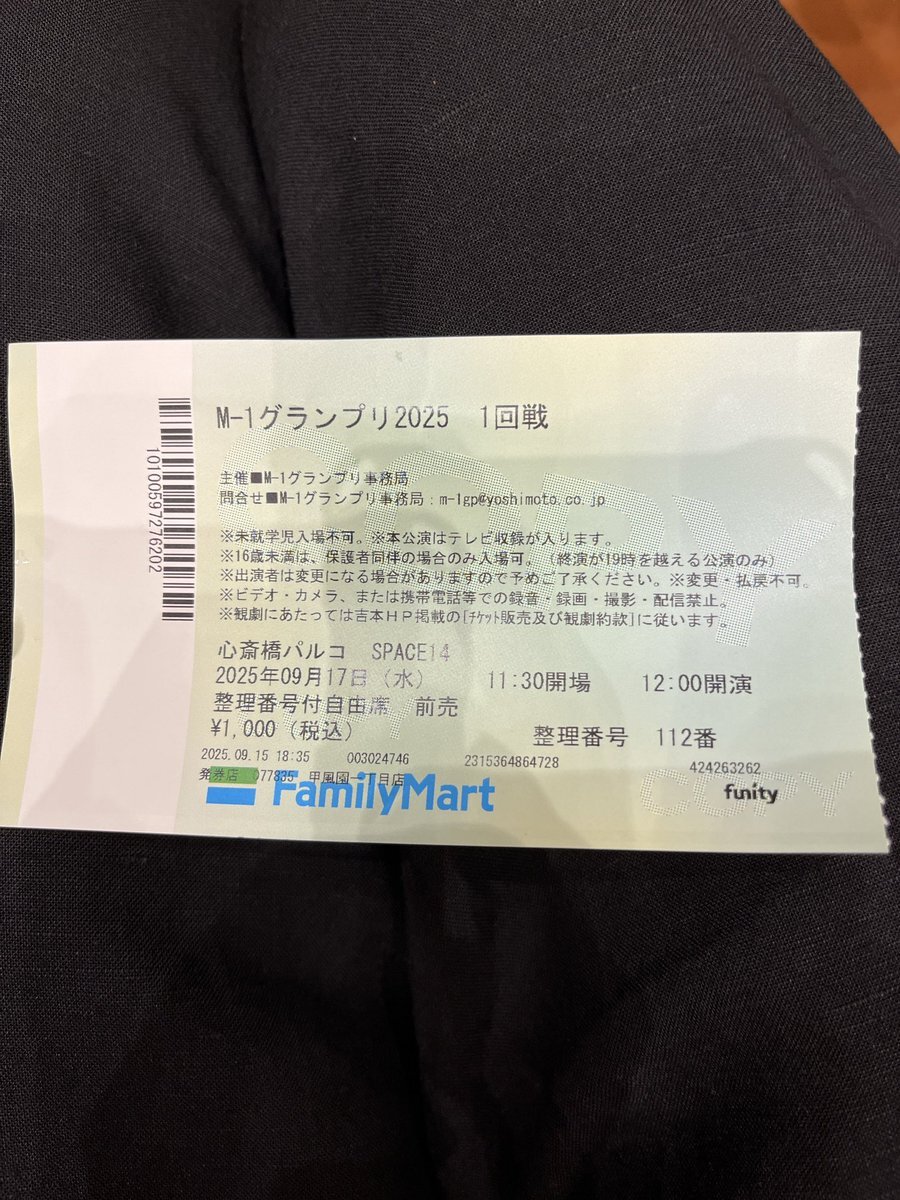 M-1グランプリ2025 1回戦
主催■M-1グランプリ事務局
問合せ■M-1グランプリ事務局:m-1gp@yoshimoto.co.jp
※未就学児入場不可。※本公演はテレビ収録が入ります。
※16歳未満は、保護者同伴の場合のみ入場可。(終演が19時を越える公演のみ)
※出演者は変更になる場合がありますので予めご了承ください。※変更・払戻不可。
※ビデオ・カメラ、または携帯電話等での録音・録画・撮影・配信禁止。
※観劇にあたっては吉本HP掲載の[チケット販売及び観劇約款]に従います。
心斎橋パルコ SPACE14
2025年09月17日(水) 11:30開場 12:00開演
整理番号付自由席 前売
¥1,000(税込) 整理番号 112番
2025.09.15 18:35 003024746 2315364864728 424263262
発券店 077835 甲風園一丁目店
FamilyMart funity
COPY
10100597276202